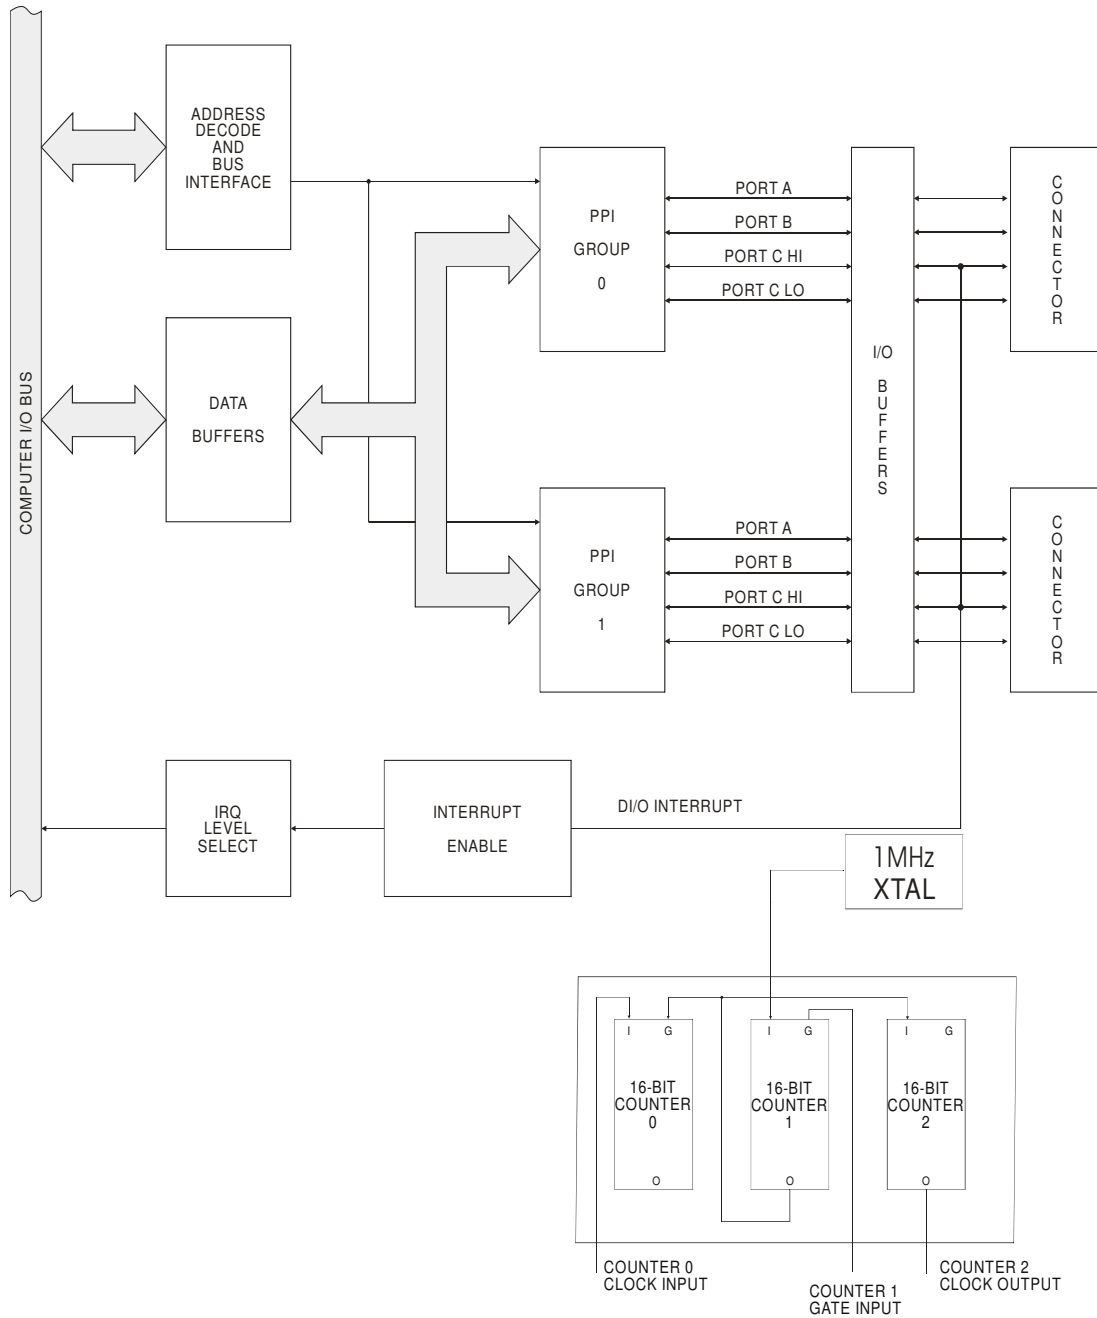 COMPUTER I/O BUS
ADDRESS
DECODE
AND
BUS
INTERFACE
DATA
BUFFERS
PPI
GROUP
0
PORT A
PORT B
PORT C HI
PORT C LO
I/O
BUFFERS
CONNECTOR
PPI
GROUP
1
PORT A
PORT B
PORT C HI
PORT C LO
CONNECTOR
IRQ
LEVEL
SELECT
INTERRUPT
ENABLE
DI/O INTERRUPT
1MHz
XTAL
I G
16-BIT
COUNTER
0
O
I G
16-BIT
COUNTER
1
O
I G
16-BIT
COUNTER
2
O
COUNTER 0
CLOCK INPUT
COUNTER 1
GATE INPUT
COUNTER 2
CLOCK OUTPUT